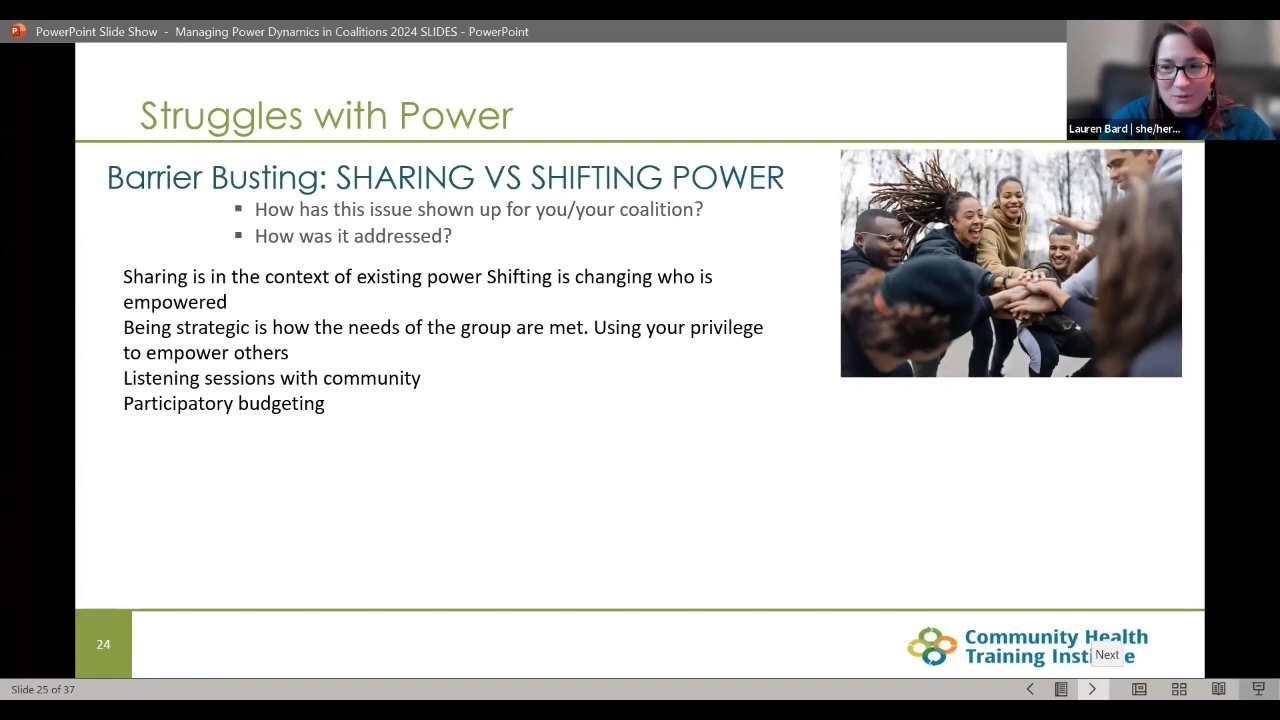 PowerPoint Slide Show - Managing Power Dynamics in Coalitions 2024 SLIDES - PowerPoint
Lauren Bard | she/her...
Struggles with Power
Barrier Busting: SHARING VS SHIFTING POWER
▪ How has this issue shown up for you/your coalition?
▪ How was it addressed?
Sharing is in the context of existing power Shifting is changing who is
empowered
Being strategic is how the needs of the group are met. Using your privilege
to empower others
Listening sessions with community
Participatory budgeting
24
Community Health
Training Insti e
Next
Slide 25 of 37